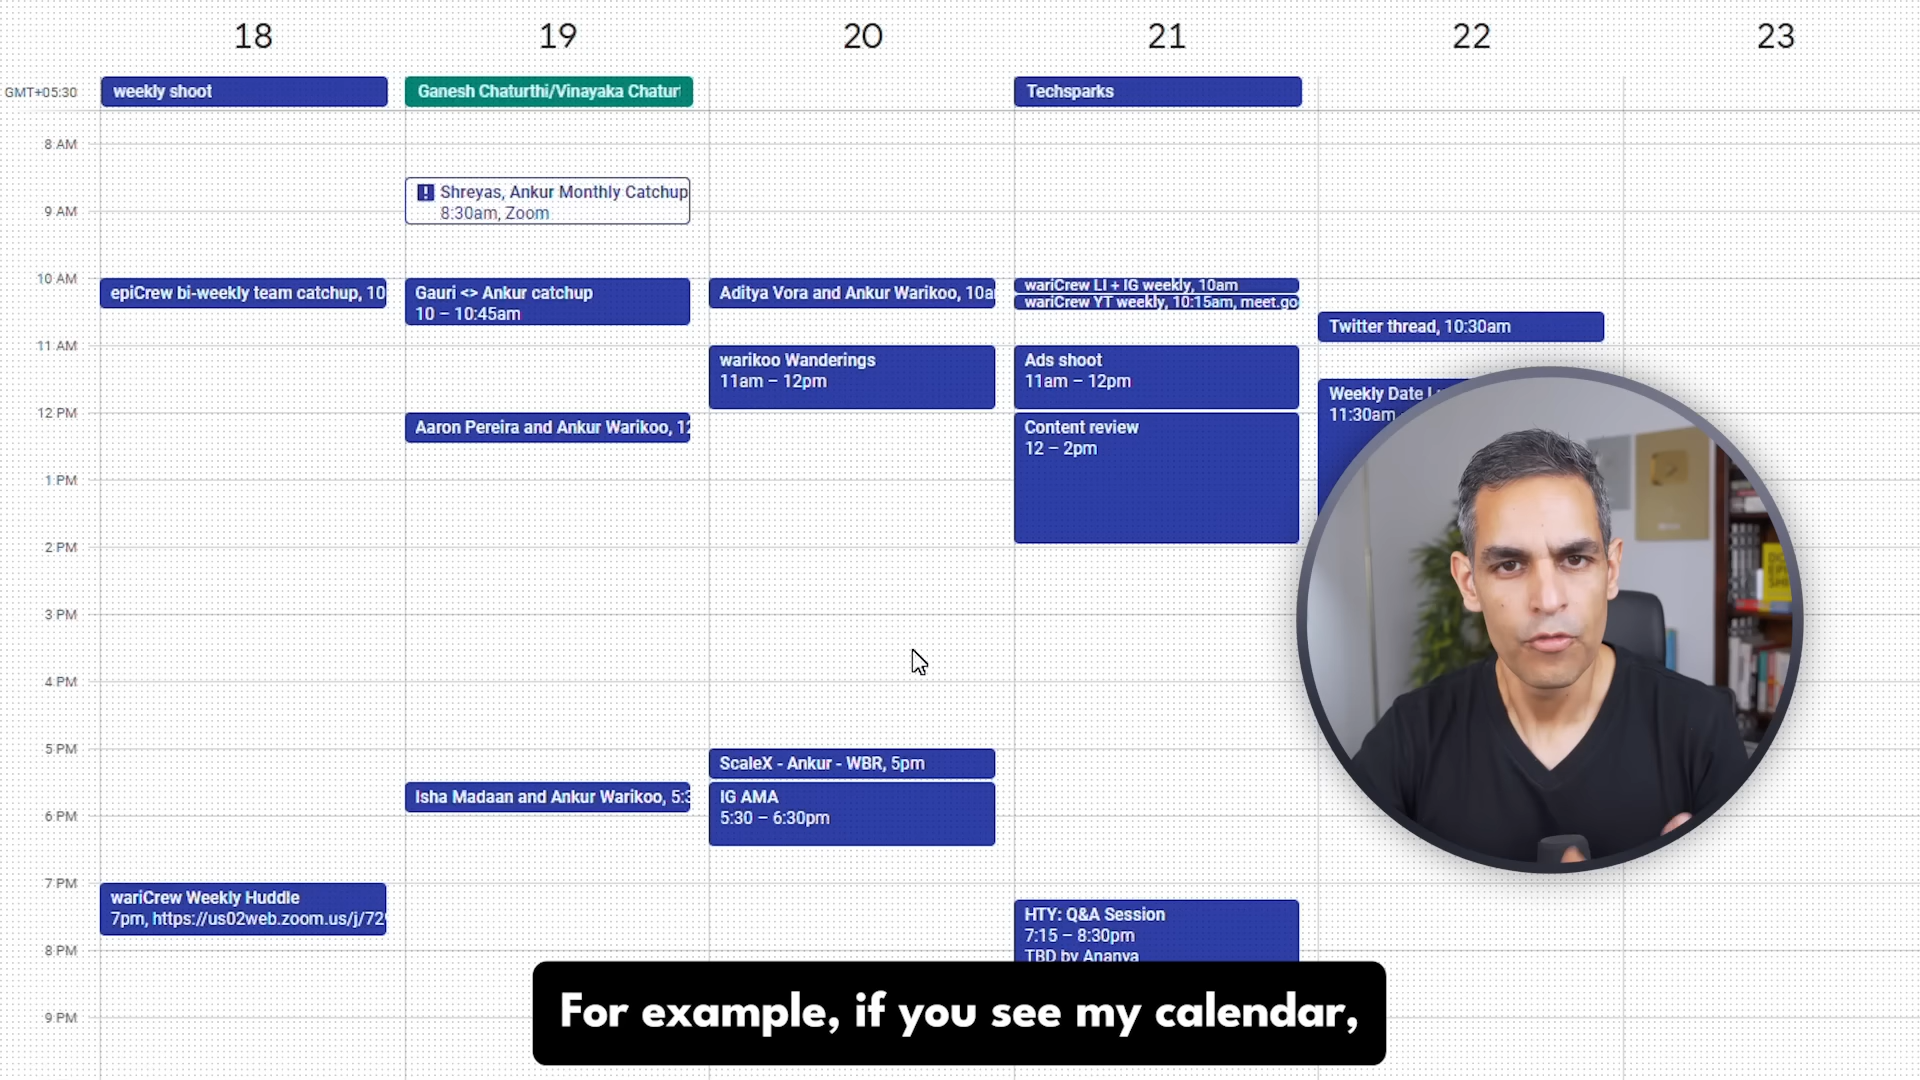 18 19 20 21 22 23
GMT+05:30
weekly shoot
Ganesh Chaturthi/Vinayaka Chatur
Techsparks
8 AM
9 AM
10 AM
11 AM
12 PM
1 PM
2 PM
3 PM
4 PM
5 PM
6 PM
7 PM
8 PM
9 PM
epiCrew bi-weekly team catchup, 10
wariCrew Weekly Huddle
7pm, https://us02web.zoom.us/j/72
Shreyas, Ankur Monthly Catchup
8:30am, Zoom
Gauri <> Ankur catchup
10 – 10:45am
Aaron Pereira and Ankur Warikoo, 12
Isha Madaan and Ankur Warikoo, 5:3
Aditya Vora and Ankur Warikoo, 10a
warikoo Wanderings
11am – 12pm
ScaleX - Ankur - WBR, 5pm
IG AMA
5:30 – 6:30pm
wariCrew LI + IG weekly, 10am
wariCrew YT weekly, 10:15am, meet.go
Ads shoot
11am – 12pm
Content review
12 – 2pm
HTY: Q&A Session
7:15 – 8:30pm
TBD by Ananya
Twitter thread, 10:30am
Weekly Date
11:30am
For example, if you see my calendar,